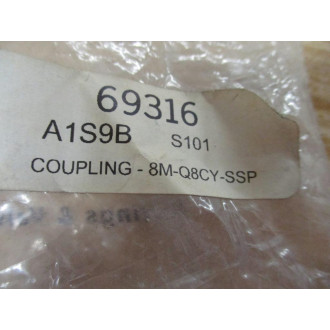 69316
A1S9B S101
COUPLING - 8M-Q8CY-SSP